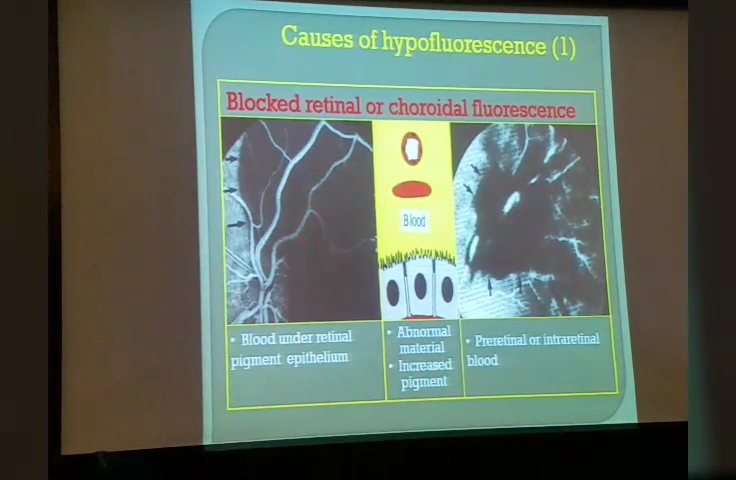 Causes of hypofluorescence (1)
Blocked retinal or choroidal fluorescence
Blood
• Blood under retinal
pigment epithelium
• Abnormal
material
• Increased
pigment
• Preretinal or intraretinal
blood